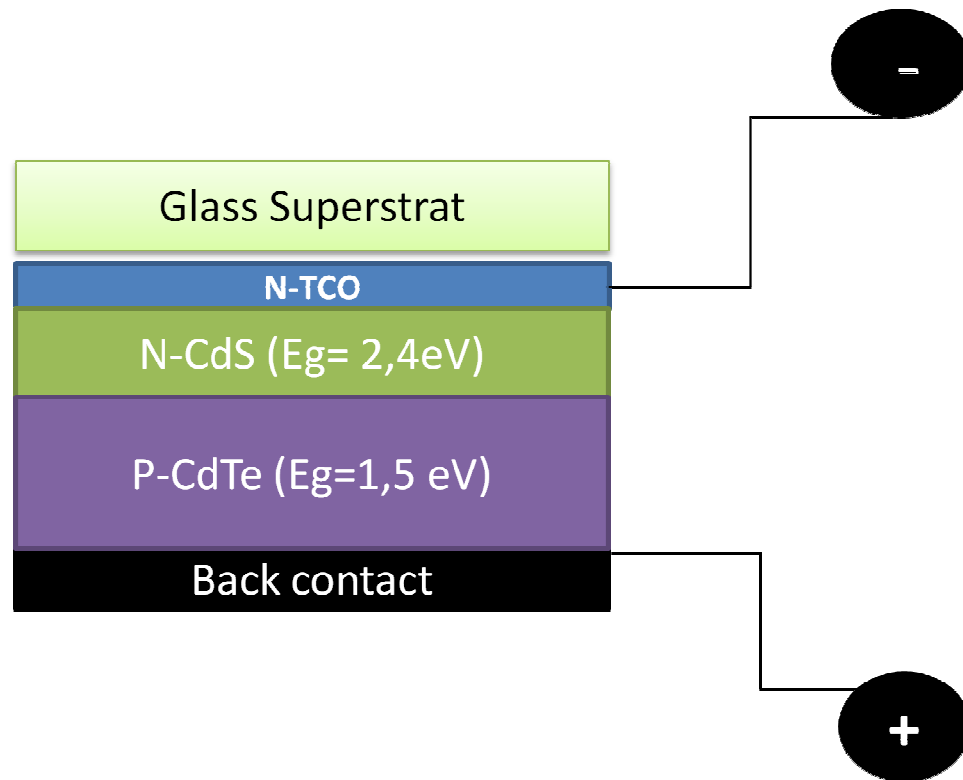 -
Glass Superstrat
N-TCO
N-CdS (Eg= 2,4eV)
P-CdTe (Eg=1,5 eV)
Back contact
+